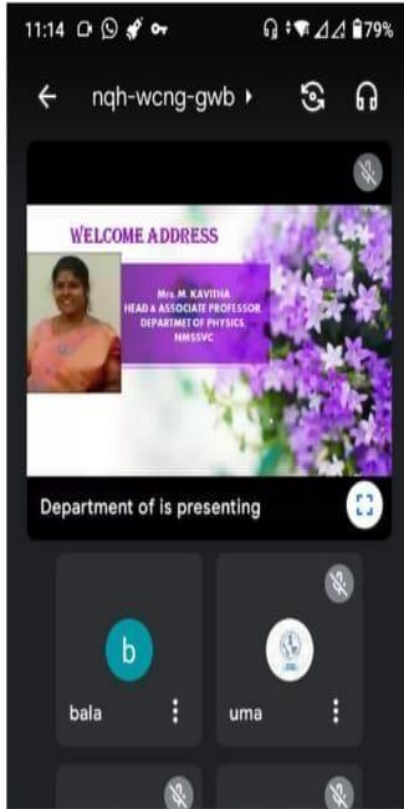 11:14 79%
nqh-wcng-gwb
WELCOME ADDRESS
Mrs. M. KAVITHA
HEAD & ASSOCIATE PROFESSOR
DEPARTMET OF PHYSICS,
NMSSVC
Department of is presenting
b
bala
uma